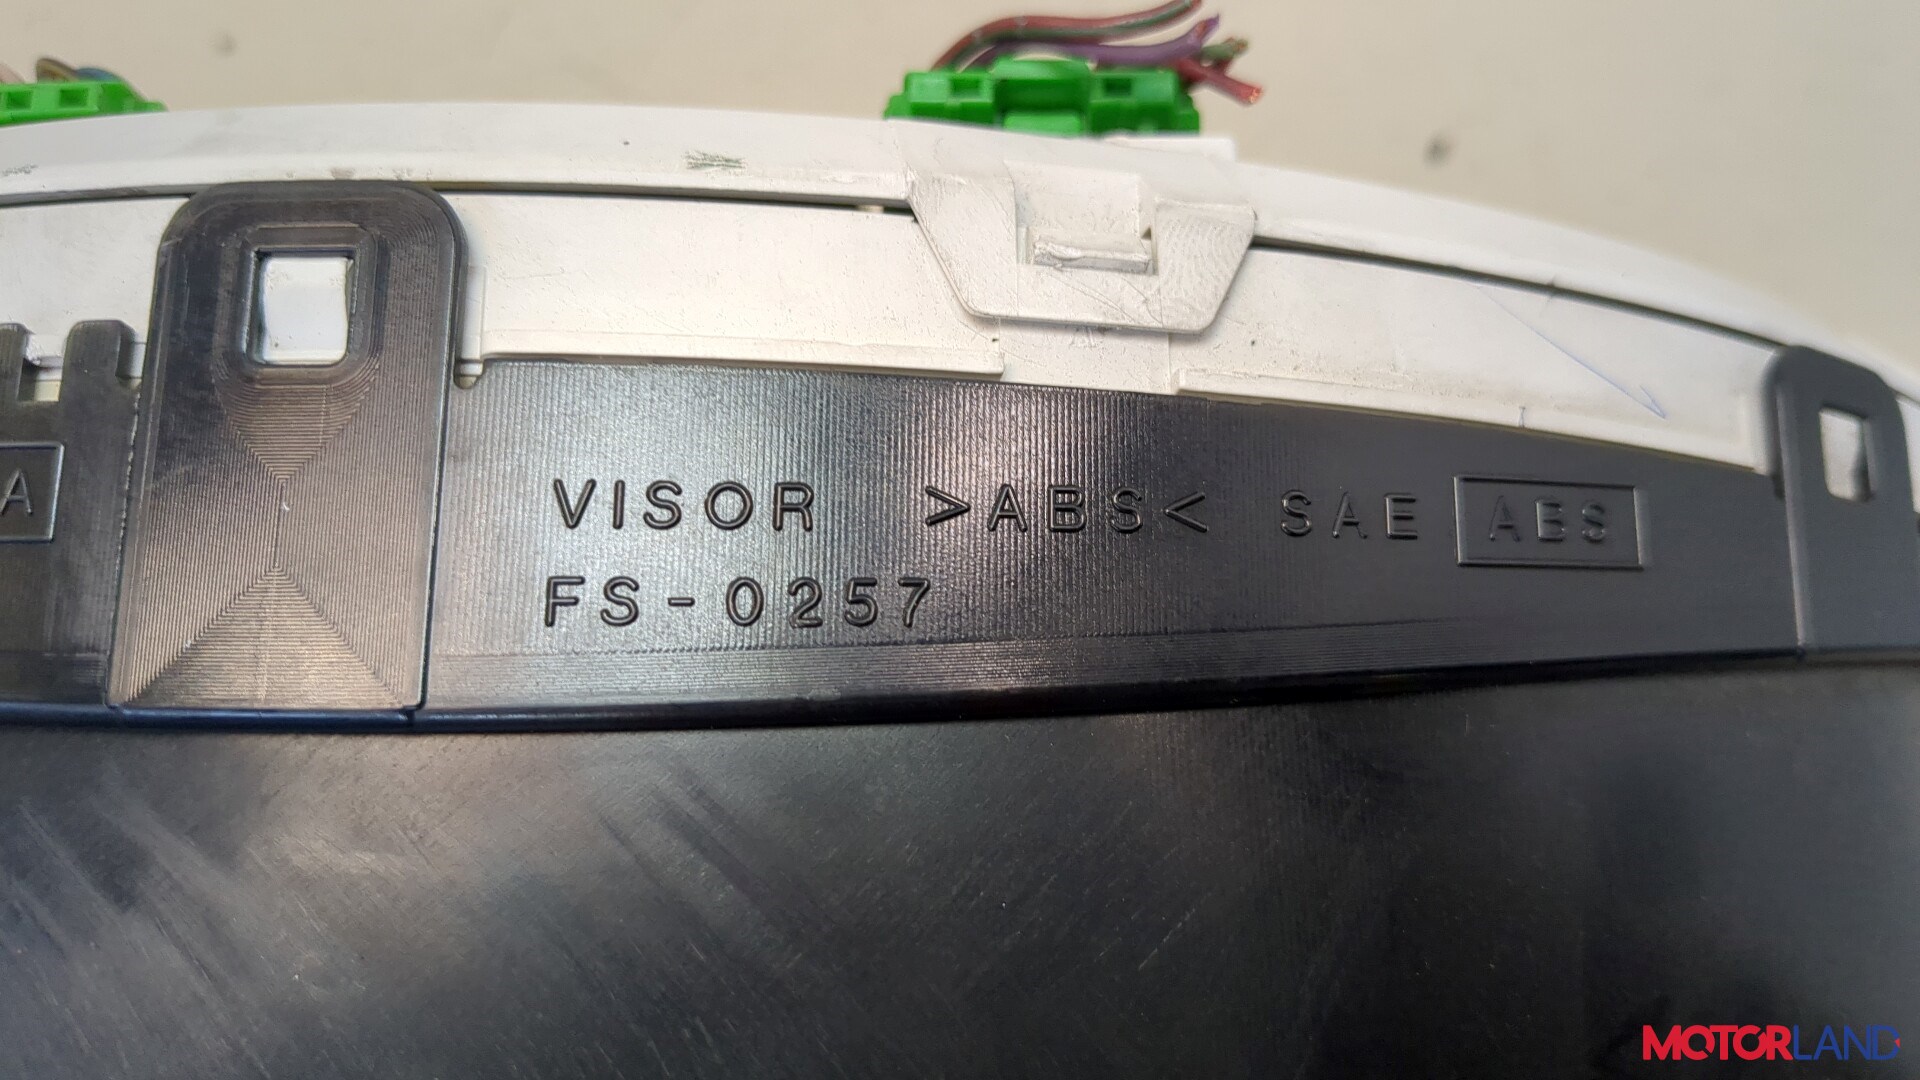 VISOR >ABS< SAE ABS
FS-0257
A
MOTORLAND